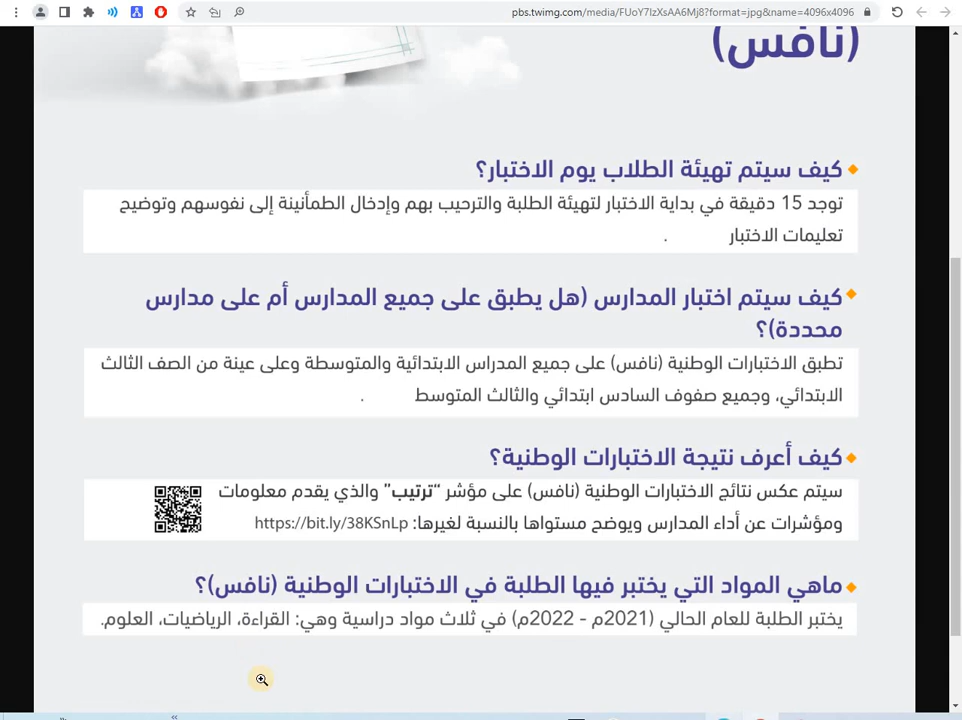 pbs.twimg.com/media/FUoY7IzXsAA6Mj8?format=jpg&name=4096x4096
(نافس)
كيف سيتم تهيئة الطلاب يوم الاختبار؟
توجد 15 دقيقة في بداية الاختبار لتهيئة الطلبة والترحيب بهم وإدخال الطمأنينة إلى نفوسهم وتوضيح
تعليمات الاختبار .
كيف سيتم اختبار المدارس (هل يطبق على جميع المدارس أم على مدارس
محددة)؟
تطبق الاختبارات الوطنية (نافس) على جميع المدراس الابتدائية والمتوسطة وعلى عينة من الصف الثالث
الابتدائي، وجميع صفوف السادس ابتدائي والثالث المتوسط .
كيف أعرف نتيجة الاختبارات الوطنية؟
سيتم عكس نتائج الاختبارات الوطنية (نافس) على مؤشر "ترتيب" والذي يقدم معلومات
ومؤشرات عن أداء المدارس ويوضح مستواها بالنسبة لغيرها: https://bit.ly/38KSnLp
ماهي المواد التي يختبر فيها الطلبة في الاختبارات الوطنية (نافس)؟
يختبر الطلبة للعام الحالي (2021م - 2022م) في ثلاث مواد دراسية وهي: القراءة، الرياضيات، العلوم.